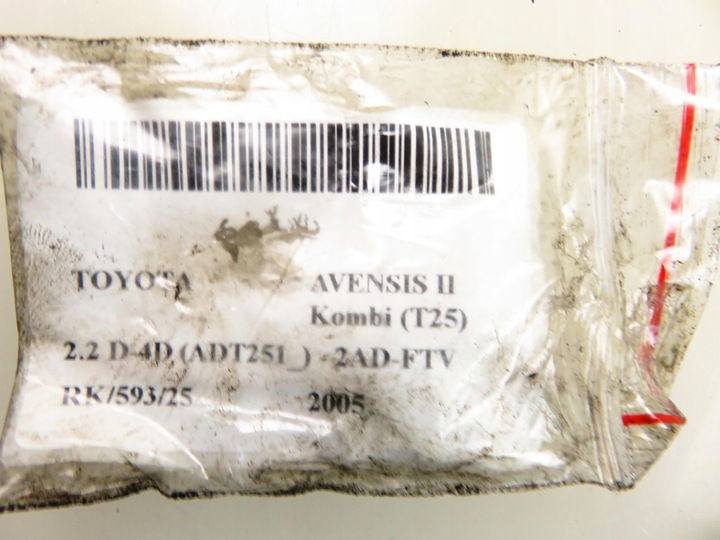 TOYOTA AVENSIS II
Kombi (T25)
2.2 D-4D (ADT251_) - 2AD-FTV
RK/593/25 2005